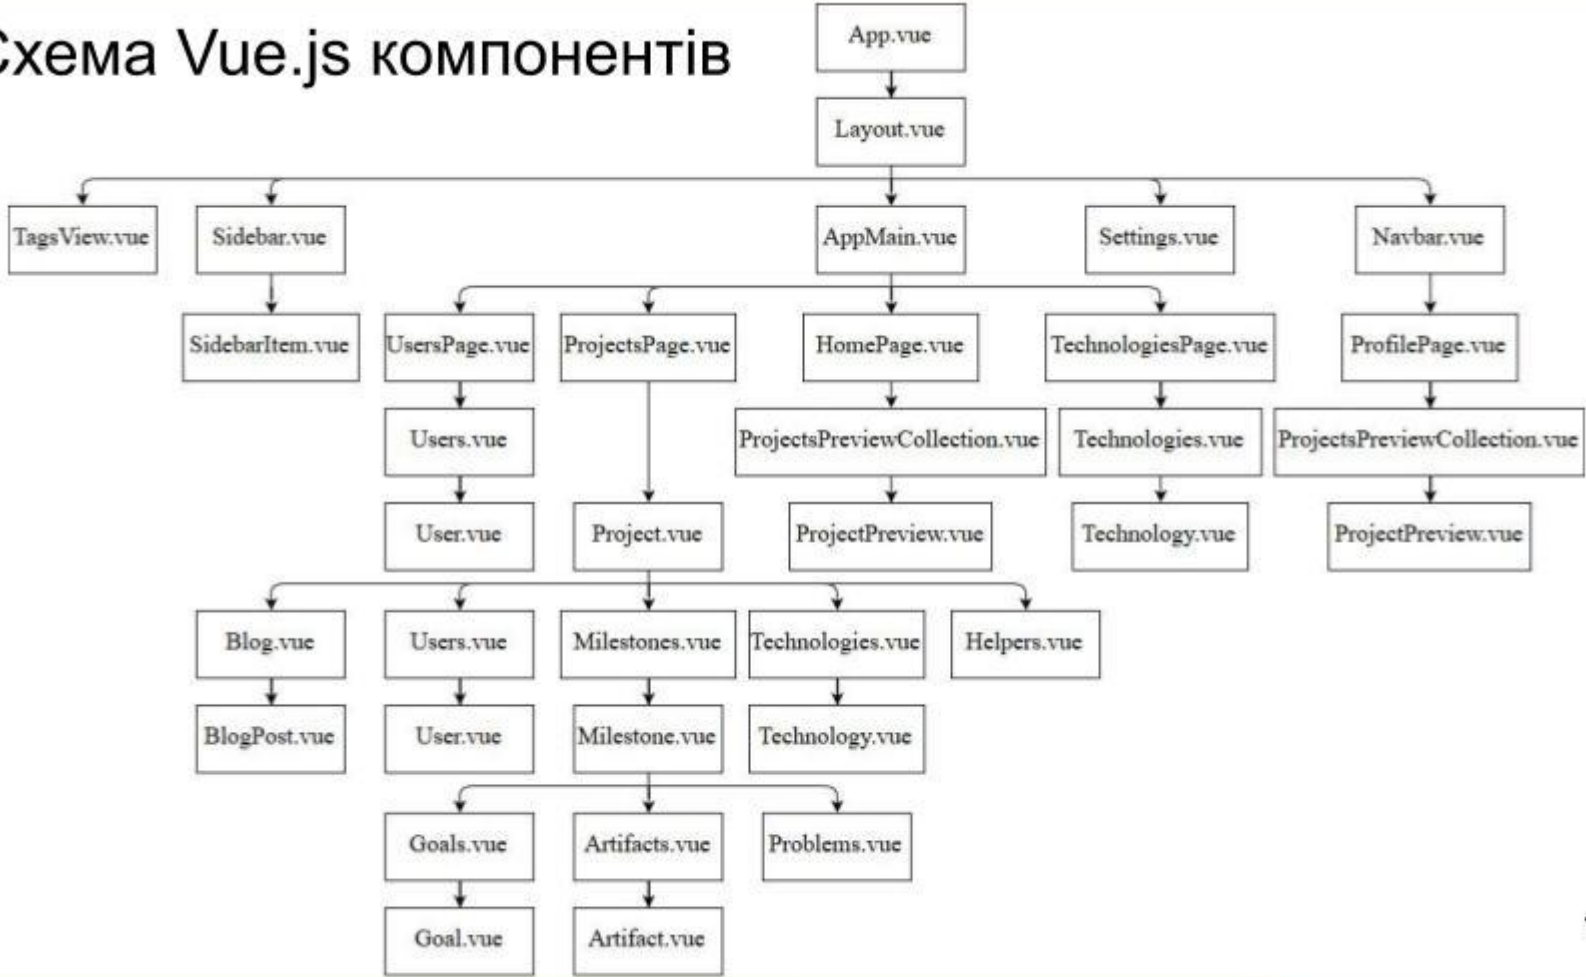 Схема Vue.js компонентів
App.vue
Layout.vue
TagsView.vue Sidebar.vue AppMain.vue Settings.vue Navbar.vue
SidebarItem.vue UsersPage.vue ProjectsPage.vue HomePage.vue TechnologiesPage.vue ProfilePage.vue
Users.vue ProjectsPreviewCollection.vue Technologies.vue ProjectsPreviewCollection.vue
User.vue Project.vue ProjectPreview.vue Technology.vue ProjectPreview.vue
Blog.vue Users.vue Milestones.vue Technologies.vue Helpers.vue
BlogPost.vue User.vue Milestone.vue Technology.vue
Goals.vue Artifacts.vue Problems.vue
Goal.vue Artifact.vue